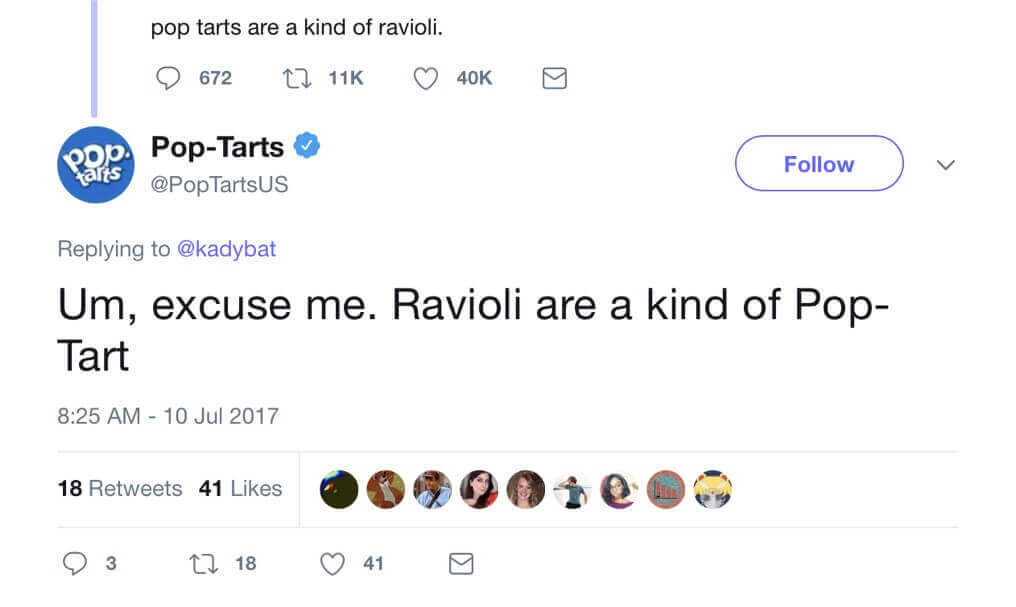 pop tarts are a kind of ravioli.
672 11K 40K
POP. tarts
Pop-Tarts
@PopTartsUS
Follow
Replying to @kadybat
Um, excuse me. Ravioli are a kind of Pop-
Tart
8:25 AM - 10 Jul 2017
18 Retweets 41 Likes
3 18 41